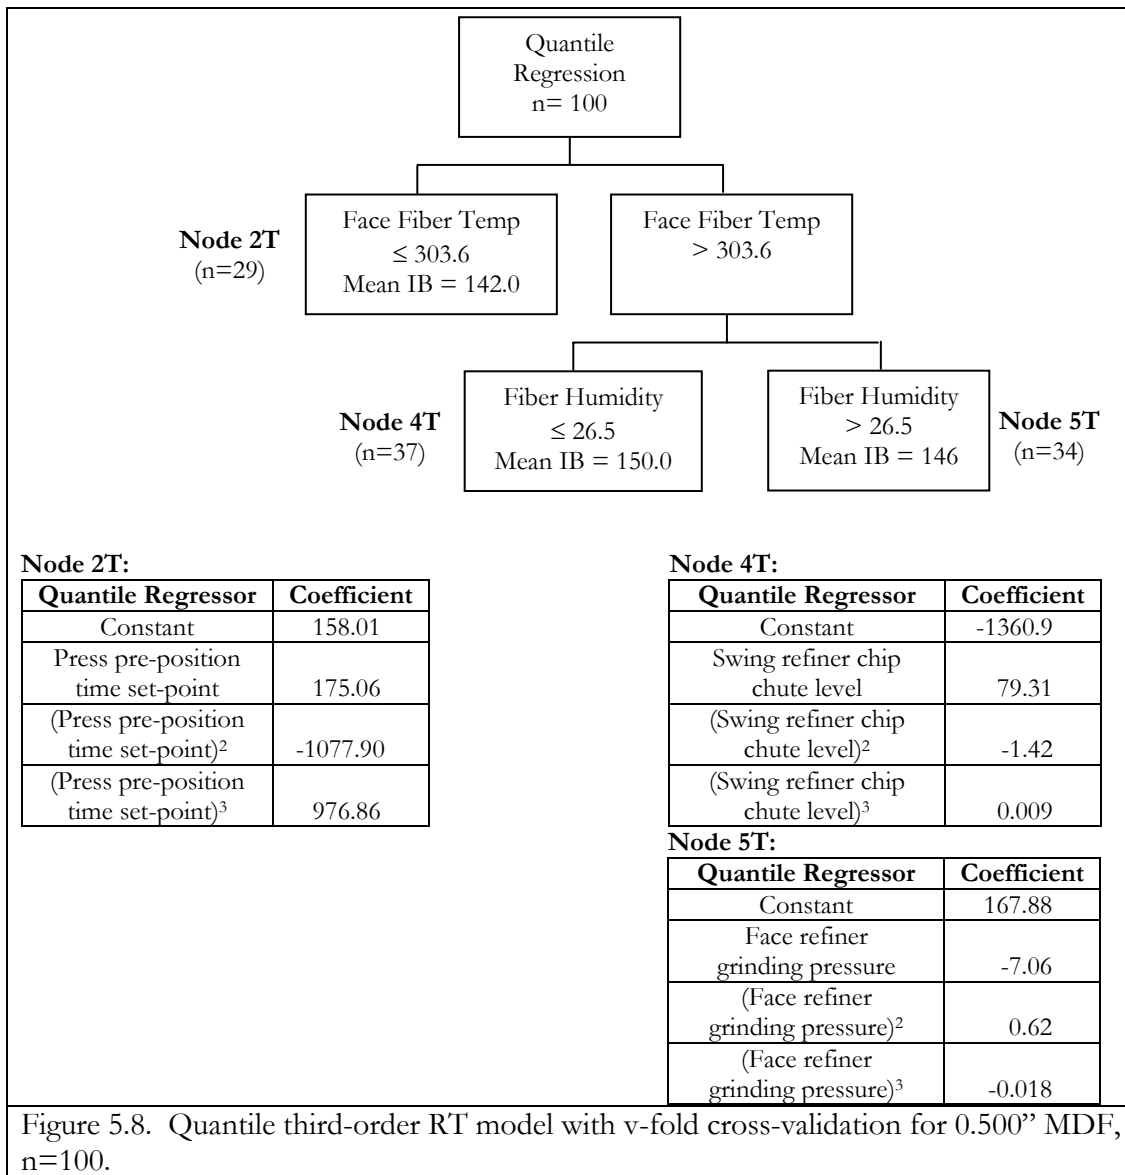 Quantile
Regression
n= 100
Node 2T
(n=29)
Face Fiber Temp
≤ 303.6
Mean IB = 142.0
Face Fiber Temp
> 303.6
Node 4T
(n=37)
Fiber Humidity
≤ 26.5
Mean IB = 150.0
Fiber Humidity
> 26.5
Mean IB = 146
Node 5T
(n=34)
Node 2T:
Quantile Regressor Coefficient
Constant 158.01
Press pre-position
time set-point 175.06
(Press pre-position
time set-point)² -1077.90
(Press pre-position
time set-point)³ 976.86
Node 4T:
Quantile Regressor Coefficient
Constant -1360.9
Swing refiner chip
chute level 79.31
(Swing refiner chip
chute level)² -1.42
(Swing refiner chip
chute level)³ 0.009
Node 5T:
Quantile Regressor Coefficient
Constant 167.88
Face refiner
grinding pressure -7.06
(Face refiner
grinding pressure)² 0.62
(Face refiner
grinding pressure)³ -0.018
Figure 5.8. Quantile third-order RT model with v-fold cross-validation for 0.500” MDF,
n=100.